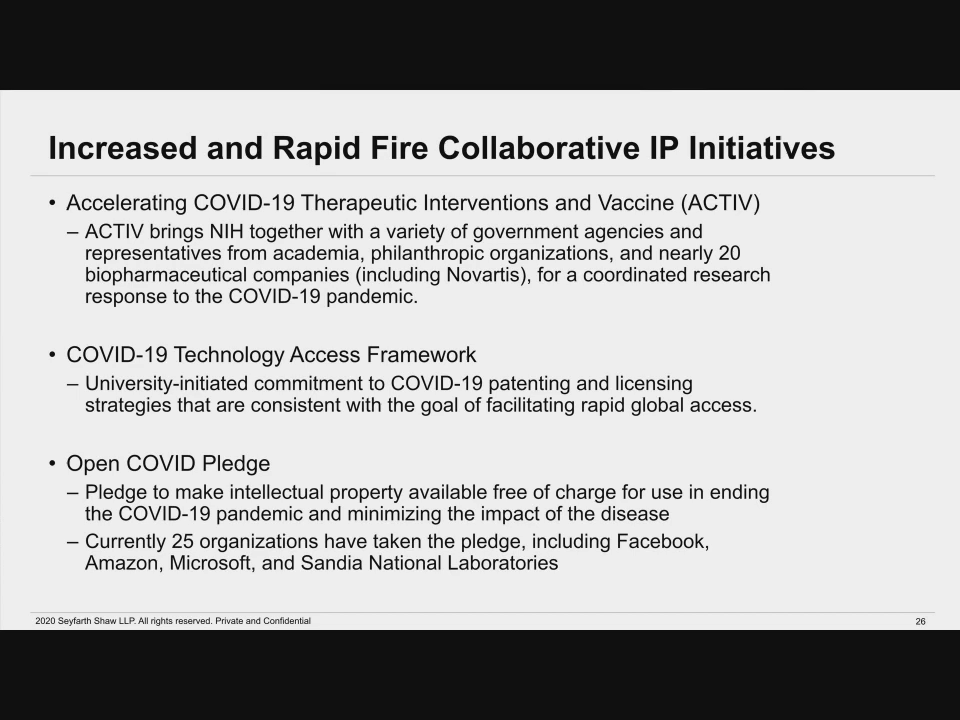 Increased and Rapid Fire Collaborative IP Initiatives
• Accelerating COVID-19 Therapeutic Interventions and Vaccine (ACTIV)
– ACTIV brings NIH together with a variety of government agencies and
representatives from academia, philanthropic organizations, and nearly 20
biopharmaceutical companies (including Novartis), for a coordinated research
response to the COVID-19 pandemic.
• COVID-19 Technology Access Framework
– University-initiated commitment to COVID-19 patenting and licensing
strategies that are consistent with the goal of facilitating rapid global access.
• Open COVID Pledge
– Pledge to make intellectual property available free of charge for use in ending
the COVID-19 pandemic and minimizing the impact of the disease
– Currently 25 organizations have taken the pledge, including Facebook,
Amazon, Microsoft, and Sandia National Laboratories
2020 Seyfarth Shaw LLP. All rights reserved. Private and Confidential
26